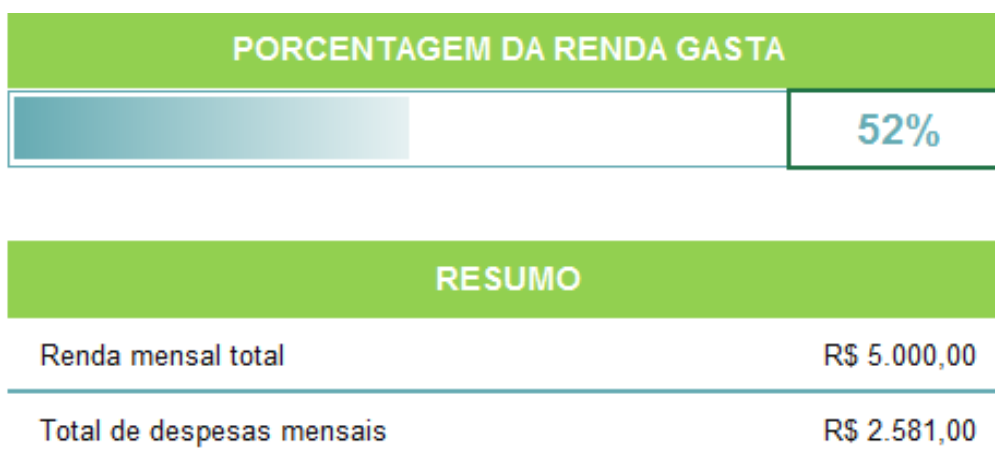 PORCENTAGEM DA RENDA GASTA
52%
RESUMO
Renda mensal total R$ 5.000,00
Total de despesas mensais R$ 2.581,00